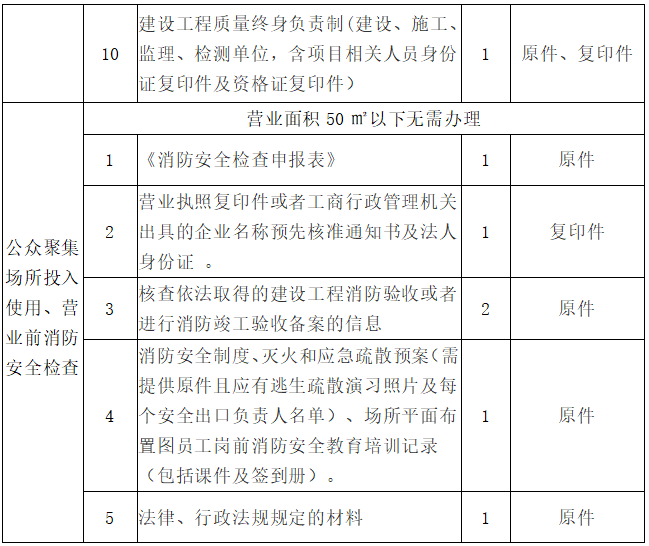 10
建设工程质量终身负责制(建设、施工、
监理、检测单位，含项目相关人员身份
证复印件及资格证复印件）
1
原件、复印件
公众聚集
场所投入
使用、营
业前消防
安全检查
营业面积 50 ㎡以下无需办理
1
《消防安全检查申报表》
1
原件
2
营业执照复印件或者工商行政管理机关
出具的企业名称预先核准通知书及法人
身份证 。
1
复印件
3
核查依法取得的建设工程消防验收或者
进行消防竣工验收备案的信息
2
原件
4
消防安全制度、灭火和应急疏散预案（需
提供原件且应有逃生疏散演习照片及每
个安全出口负责人名单）、场所平面布
置图员工岗前消防安全教育培训记录
（包括课件及签到册）。
1
原件
5
法律、行政法规规定的材料
1
原件